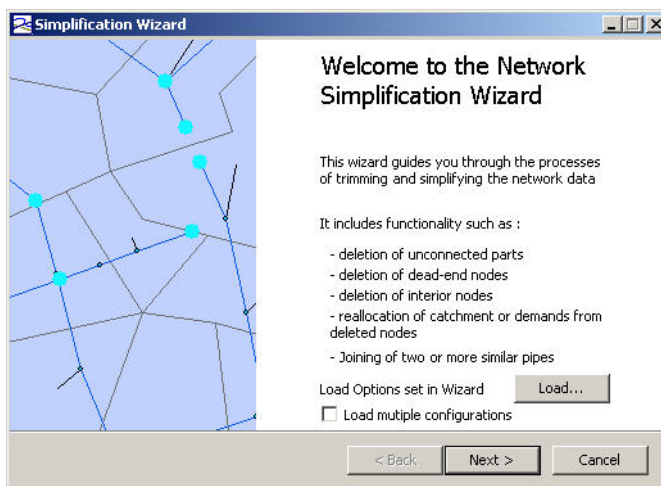 Simplification Wizard
Welcome to the Network
Simplification Wizard
This wizard guides you through the processes
of trimming and simplifying the network data
It includes functionality such as :
- deletion of unconnected parts
- deletion of dead-end nodes
- deletion of interior nodes
- reallocation of catchment or demands from
deleted nodes
- Joining of two or more similar pipes
Load Options set in Wizard
Load...
Load mutiple configurations
< Back
Next >
Cancel